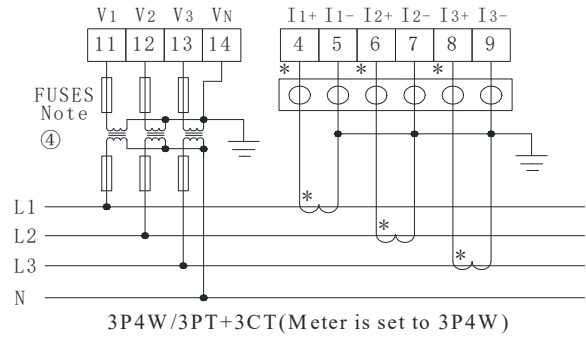 V1 V2 V3 VN I1+ I1- I2+ I2- I3+ I3-
11 12 13 14 4 5 6 7 8 9
* * *
FUSES
Note
④
*
L1
*
L2
*
L3
N
3P4W/3PT+3CT(Meter is set to 3P4W)